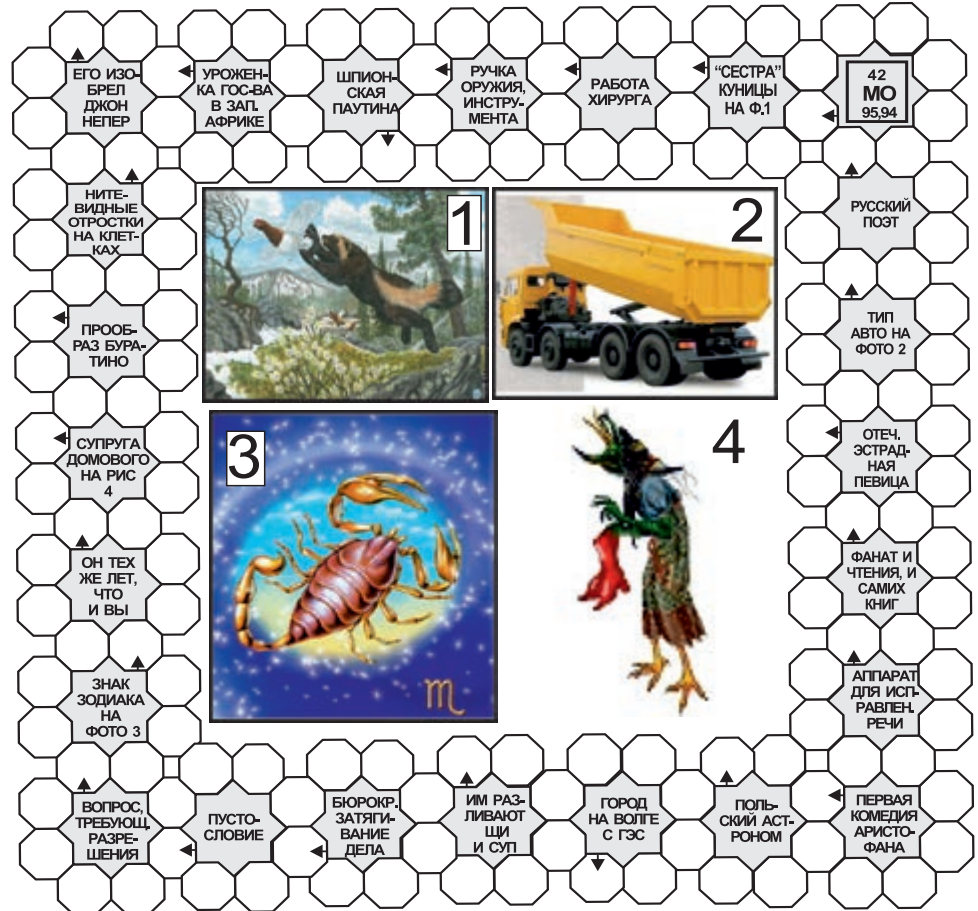 ЕГО ИЗО-
БРЕЛ
ДЖОН
НЕПЕР
УРОЖЕН-
КА ГОС-ВА
В ЗАП.
АФРИКЕ
ШПИОН-
СКАЯ
ПАУТИНА
РУЧКА
ОРУЖИЯ,
ИНСТРУ-
МЕНТА
РАБОТА
ХИРУРГА
“СЕСТРА”
КУНИЦЫ
НА Ф.1
42
МО
95,94
НИТЕ-
ВИДНЫЕ
ОТРОСТКИ
НА КЛЕТ-
КАХ
1
2
РУССКИЙ
ПОЭТ
ПРООБ-
РАЗ БУРА-
ТИНО
ТИП
АВТО НА
ФОТО 2
СУПРУГА
ДОМОВОГО
НА РИС
4
3
4
ОТЕЧ.
ЭСТРАД-
НАЯ
ПЕВИЦА
ОН ТЕХ
ЖЕ ЛЕТ,
ЧТО
И ВЫ
ФАНАТ И
ЧТЕНИЯ, И
САМИХ
КНИГ
ЗНАК
ЗОДИАКА
НА
ФОТО 3
♏
АППАРАТ
ДЛЯ ИСП-
РАВЛЕН.
РЕЧИ
ВОПРОС,
ТРЕБУЮЩ.
РАЗРЕ-
ШЕНИЯ
ПУСТО-
СЛОВИЕ
БЮРОКР.
ЗАТЯГИ-
ВАНИЕ
ДЕЛА
ИМ РАЗ-
ЛИВАЮТ
ЩИ
И СУП
ГОРОД
НА ВОЛГЕ
С ГЭС
ПОЛЬ-
СКИЙ АСТ-
РОНОМ
ПЕРВАЯ
КОМЕДИЯ
АРИСТО-
ФАНА